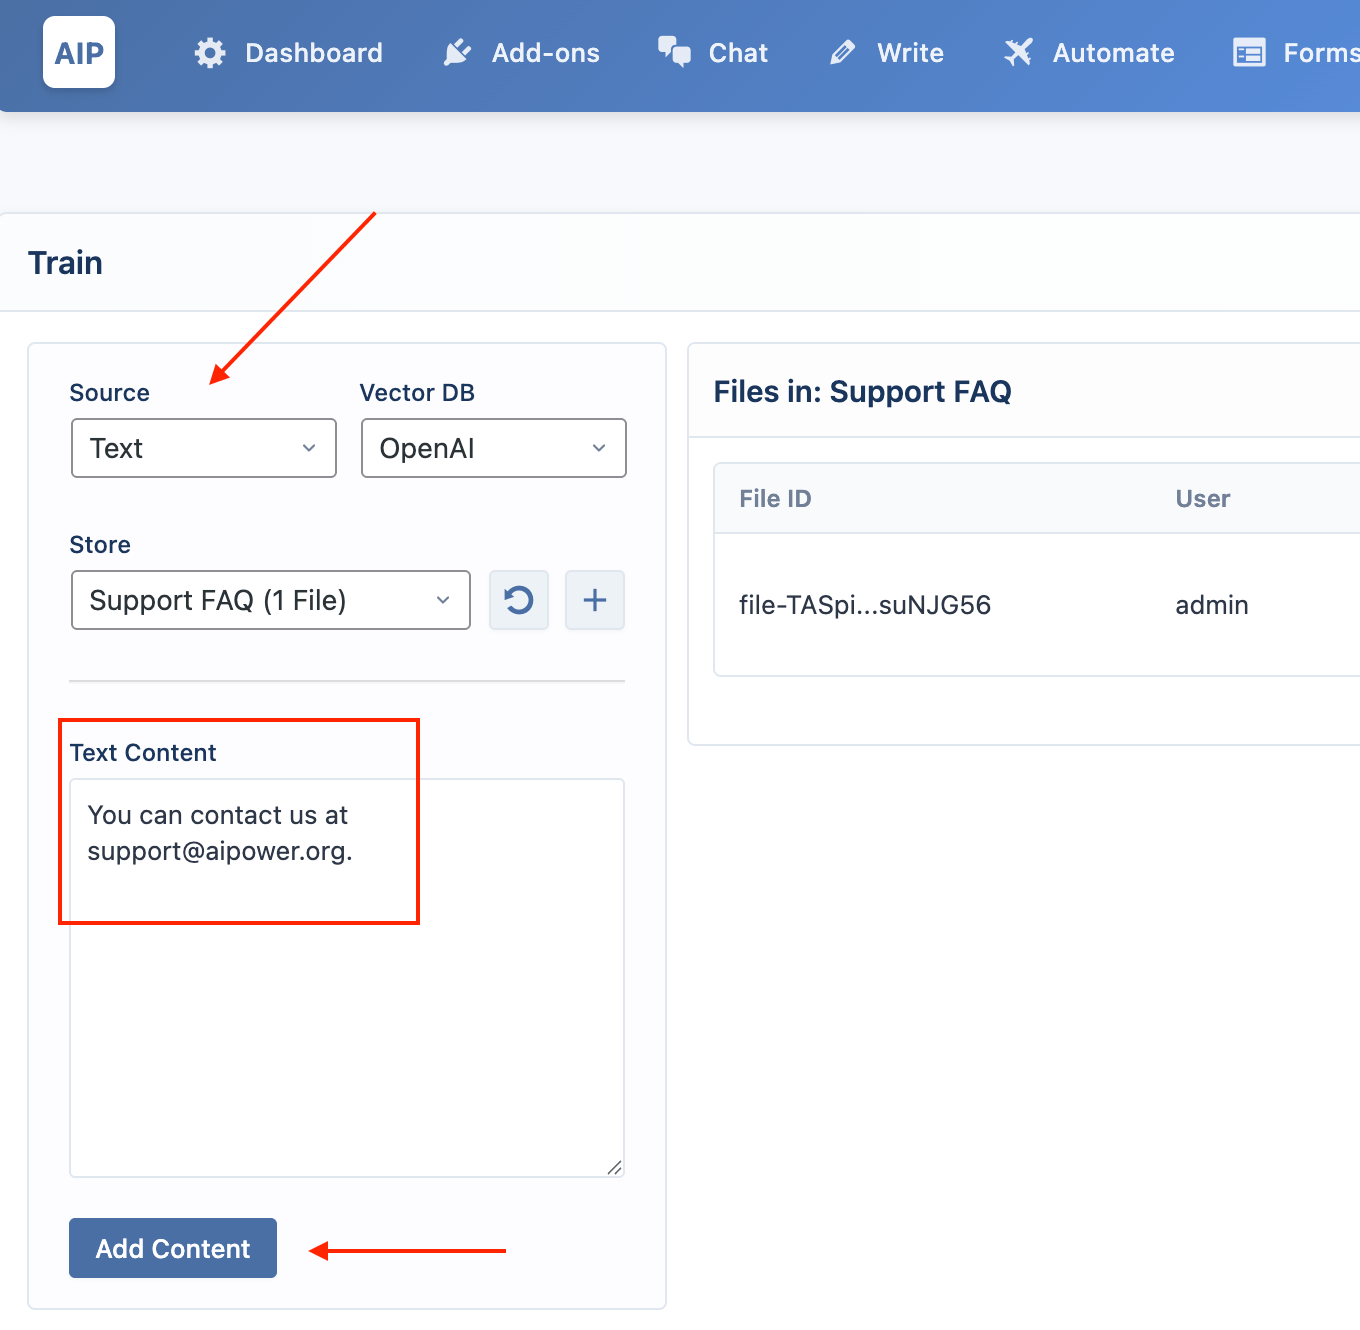 AIP
Dashboard
Add-ons
Chat
Write
Automate
Forms
Train
Source
Vector DB
Text
OpenAI
Store
Support FAQ (1 File)
Text Content
You can contact us at
support@aipower.org.
Add Content
Files in: Support FAQ
File ID
User
file-TASpi...suNJG56
admin